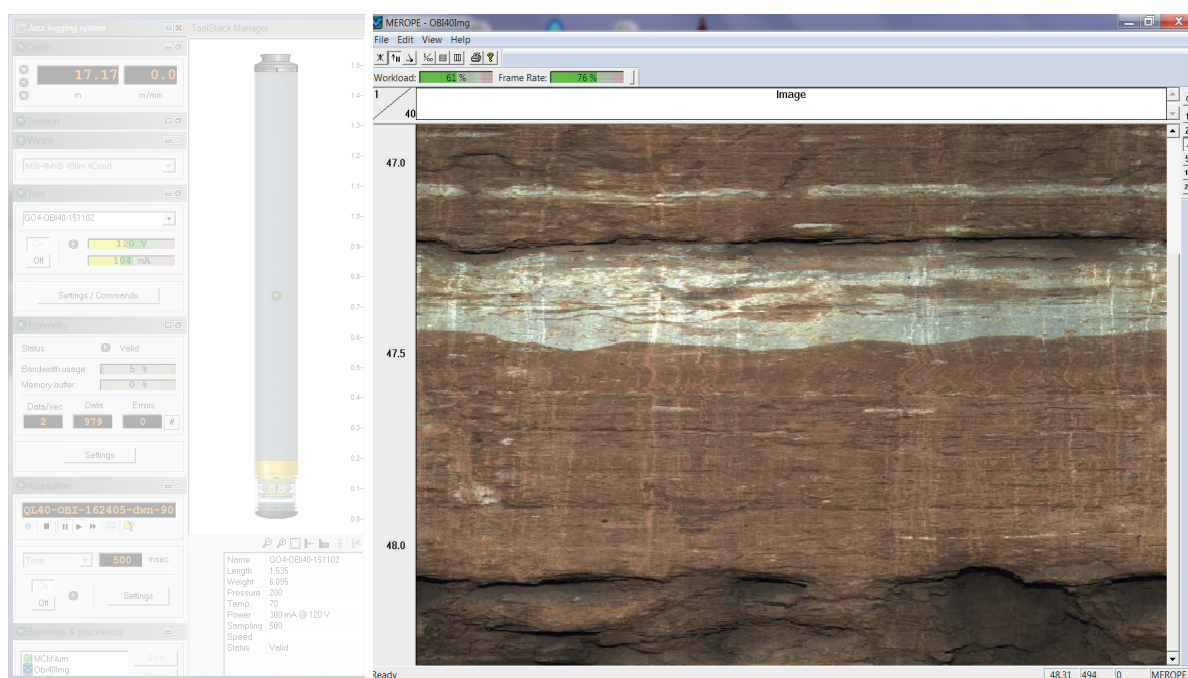 Jazz logging system
Depth
17.17
0.0
m
m/min
Tension
Winch
MSI-4MXB 480m 4Cond
Tool
GO4-OBI40-151102
On
120 V
Off
104 mA
Settings / Commands
Telemetry
Status:
Valid
Bandwidth usage:
5 %
Memory buffer:
0 %
Data/sec
Data
Errors
2
979
0
#
Settings
Acquisition
QL40-OBI-162405-dwn-90
Time
500
msec
On
Off
Settings
Browsers & processors
MChNum
Obi40Img
Start
ToolStack Manager
1.5-
1.4-
1.3-
1.2-
1.1-
1.0-
0.9-
0.8-
0.7-
0.6-
0.5-
0.4-
0.3-
0.2-
0.1-
0.0-
Name GO4-OBI40-151102
Length 1.535
Weight 6.095
Pressure 200
Temp. 70
Power 300 mA @ 120 V
Sampling 500
Speed
Status Valid
MEROPE - OBI40Img
File Edit View Help
Workload: 61 % Frame Rate: 76 %
1
Image
40
47.0
47.5
48.0
Ready
48.31 494 0 MEROPE